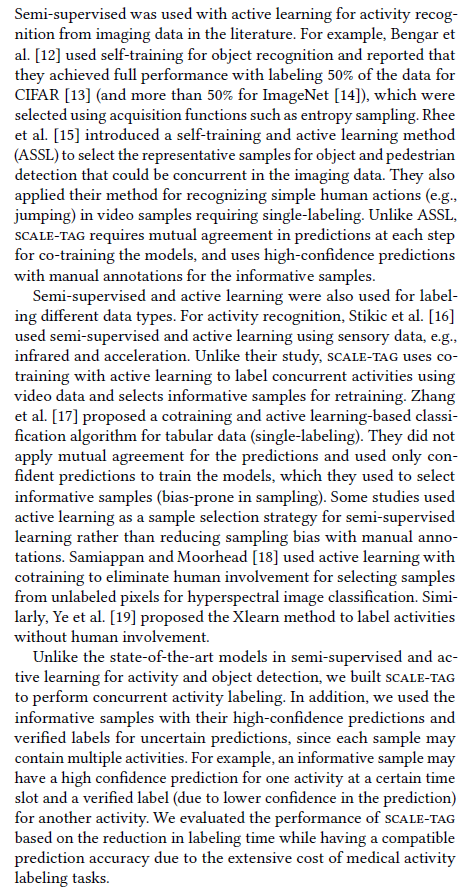 Semi-supervised was used with active learning for activity recog-
nition from imaging data in the literature. For example, Bengar et
al. [12] used self-training for object recognition and reported that
they achieved full performance with labeling 50% of the data for
CIFAR [13] (and more than 50% for ImageNet [14]), which were
selected using acquisition functions such as entropy sampling. Rhee
et al. [15] introduced a self-training and active learning method
(ASSL) to select the representative samples for object and pedestrian
detection that could be concurrent in the imaging data. They also
applied their method for recognizing simple human actions (e.g.,
jumping) in video samples requiring single-labeling. Unlike ASSL,
SCALE-TAG requires mutual agreement in predictions at each step
for co-training the models, and uses high-confidence predictions
with manual annotations for the informative samples.
Semi-supervised and active learning were also used for label-
ing different data types. For activity recognition, Stikic et al. [16]
used semi-supervised and active learning using sensory data, e.g.,
infrared and acceleration. Unlike their study, SCALE-TAG uses co-
training with active learning to label concurrent activities using
video data and selects informative samples for retraining. Zhang
et al. [17] proposed a cotraining and active learning-based classi-
fication algorithm for tabular data (single-labeling). They did not
apply mutual agreement for the predictions and used only con-
fident predictions to train the models, which they used to select
informative samples (bias-prone in sampling). Some studies used
active learning as a sample selection strategy for semi-supervised
learning rather than reducing sampling bias with manual anno-
tations. Samiappan and Moorhead [18] used active learning with
cotraining to eliminate human involvement for selecting samples
from unlabeled pixels for hyperspectral image classification. Simi-
larly, Ye et al. [19] proposed the Xlearn method to label activities
without human involvement.
Unlike the state-of-the-art models in semi-supervised and ac-
tive learning for activity and object detection, we built SCALE-TAG
to perform concurrent activity labeling. In addition, we used the
informative samples with their high-confidence predictions and
verified labels for uncertain predictions, since each sample may
contain multiple activities. For example, an informative sample may
have a high confidence prediction for one activity at a certain time
slot and a verified label (due to lower confidence in the prediction)
for another activity. We evaluated the performance of SCALE-TAG
based on the reduction in labeling time while having a compatible
prediction accuracy due to the extensive cost of medical activity
labeling tasks.